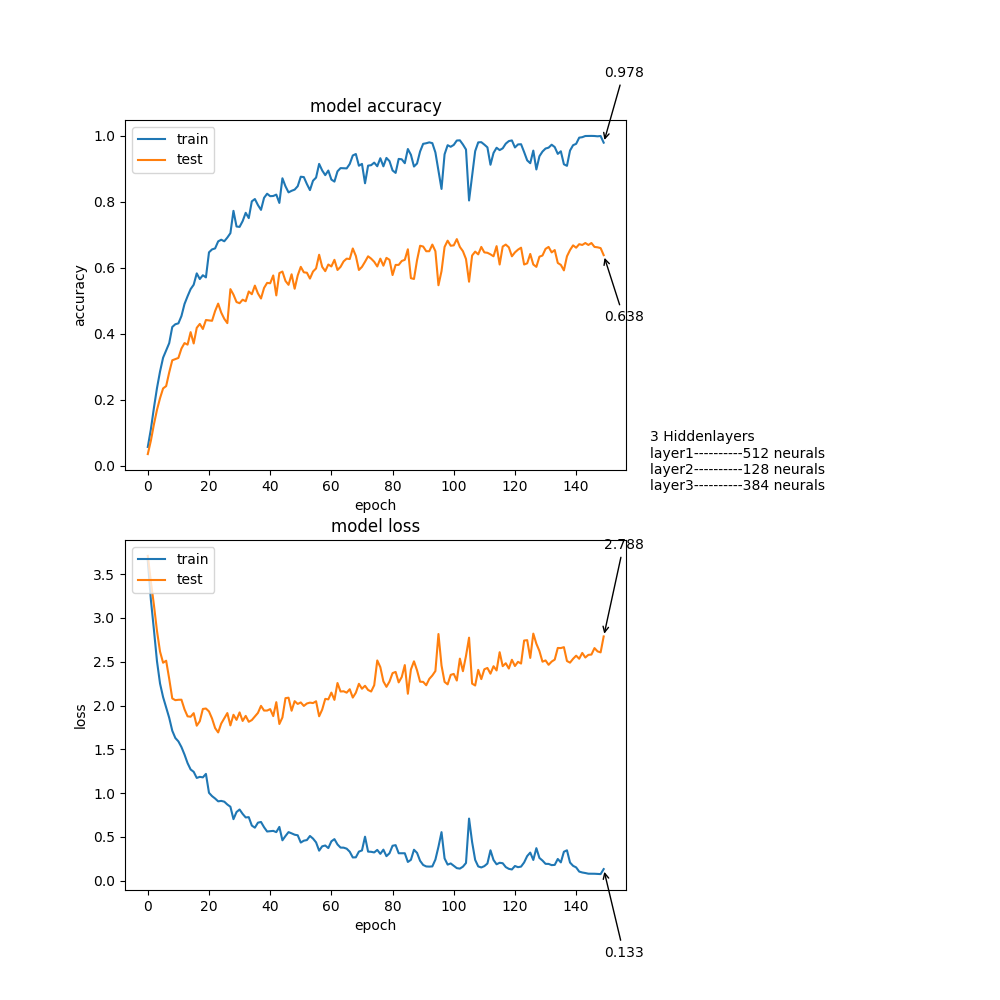 0.978
model accuracy
train
test
1.0
0.8
0.6
0.4
0.2
0.0
accuracy
0 20 40 60 80 100 120 140
epoch
0.638
3 Hiddenlayers
layer1----------512 neurals
layer2----------128 neurals
layer3----------384 neurals
model loss
2.788
train
test
3.5
3.0
2.5
2.0
1.5
1.0
0.5
0.0
loss
0 20 40 60 80 100 120 140
epoch
0.133